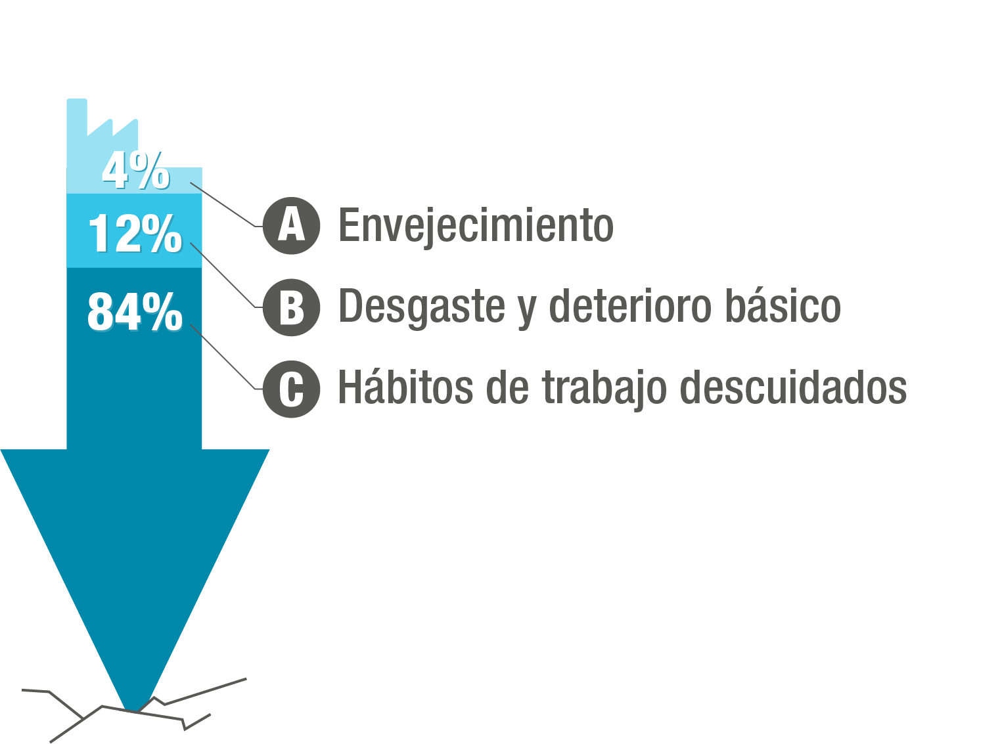 4%
12%
84%
A Envejecimiento
B Desgaste y deterioro básico
C Hábitos de trabajo descuidados